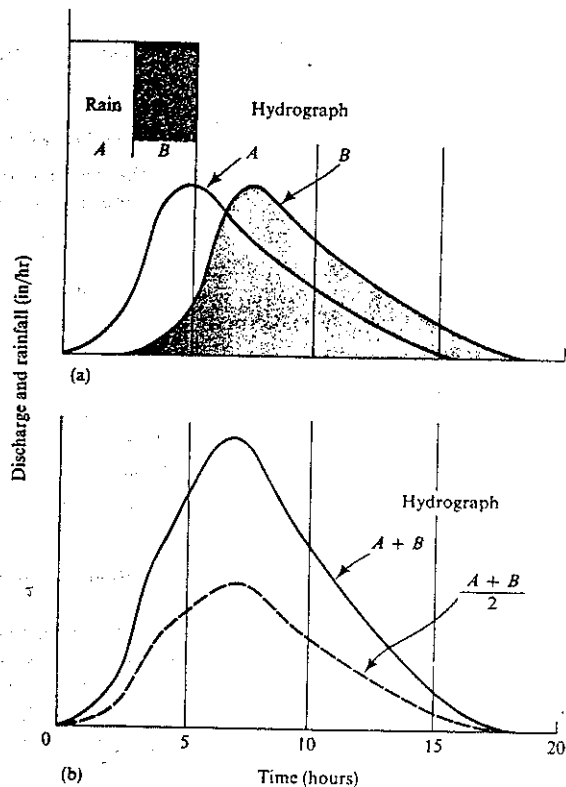 Discharge and rainfall (in/hr)
Rain
A
B
Hydrograph
A
B
(a)
Hydrograph
A + B
A + B
2
0
5
10
15
20
(b)
Time (hours)